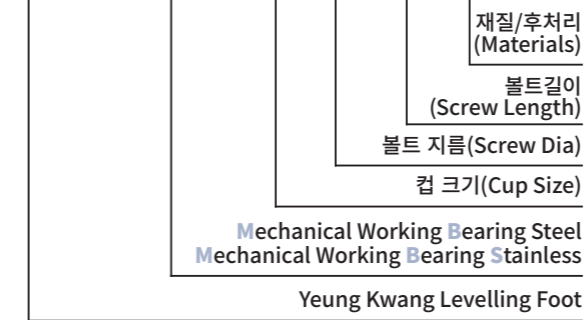 재질/후처리
(Materials)
볼트길이
(Screw Length)
볼트 지름(Screw Dia)
컵 크기(Cup Size)
Mechanical Working Bearing Steel
Mechanical Working Bearing Stainless
Yeung Kwang Levelling Foot